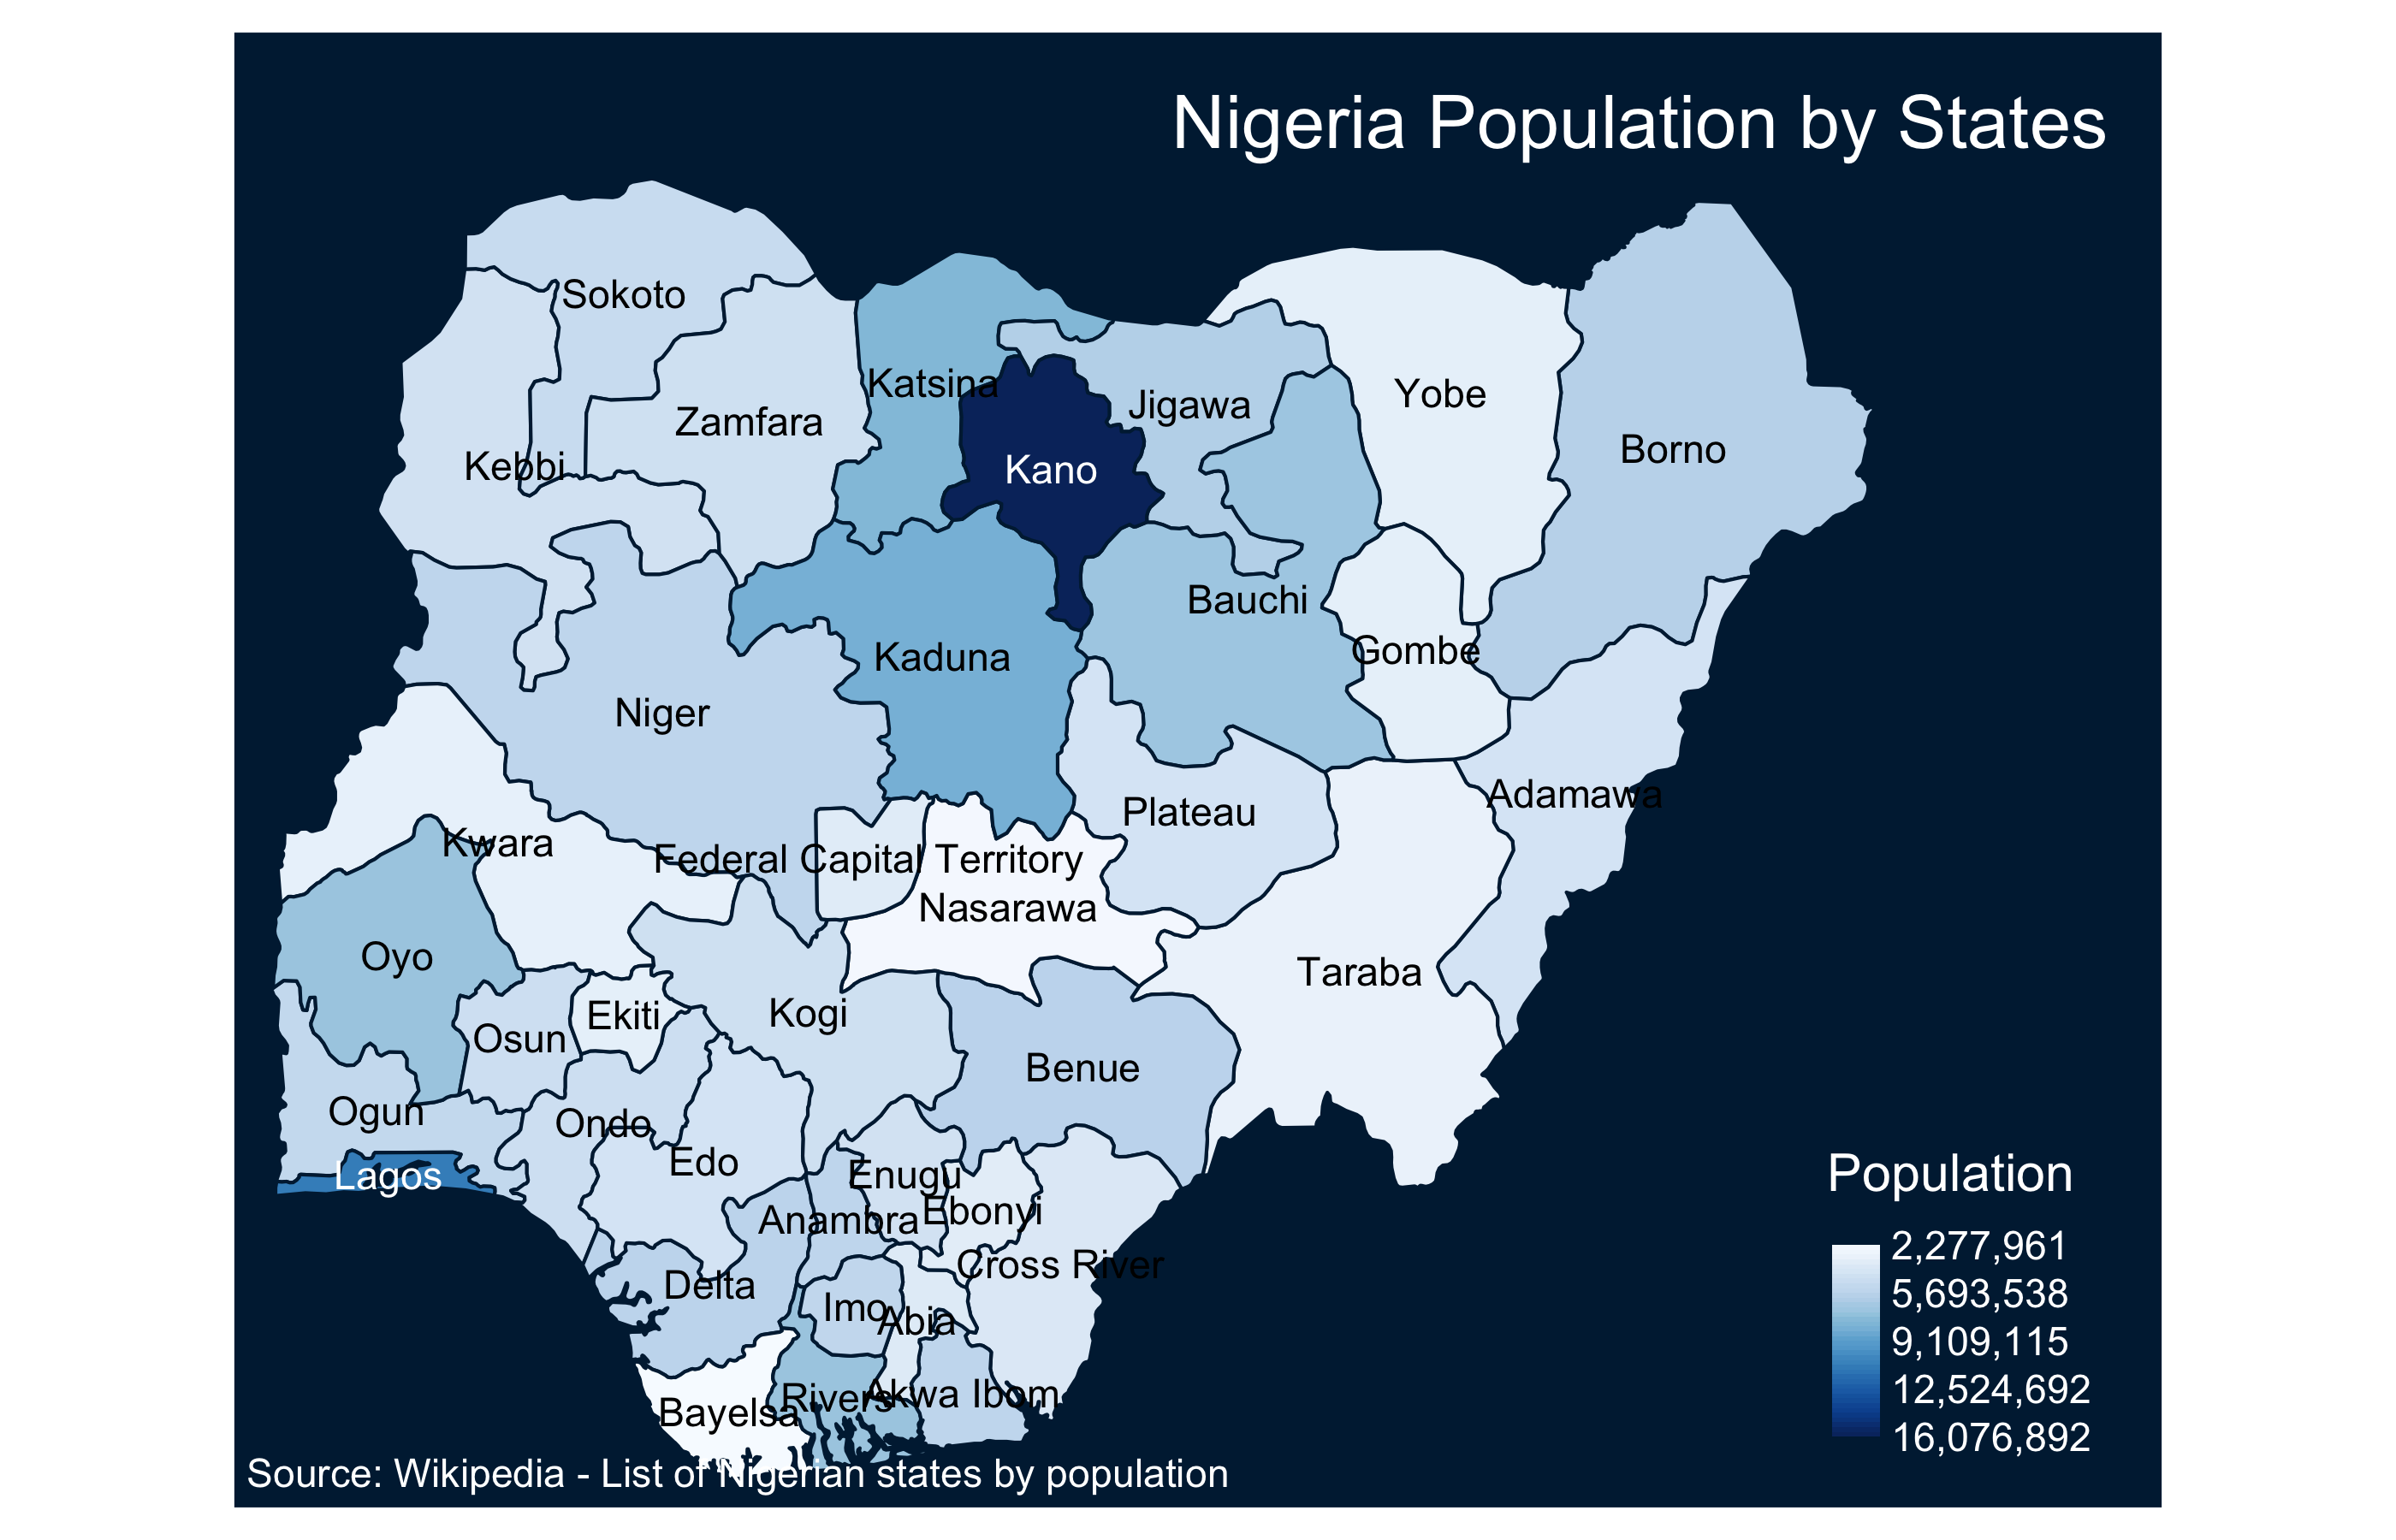 Nigeria Population by States
Sokoto
Katsina
Yobe
Jigawa
Zamfara
Borno
Kebbi
Kano
Bauchi
Gombe
Kaduna
Niger
Adamawa
Plateau
Kwara
Federal Capital Territory
Nasarawa
Oyo
Taraba
Kogi
Ekiti
Osun
Benue
Ogun
Ondo
Edo
Lagos
Enugu
Ebonyi
Anambra
Cross River
Delta
Imo
Abia
Akwa Ibom
Rivers
Bayelsa
Population
2,277,961
5,693,538
9,109,115
12,524,692
16,076,892
Source: Wikipedia - List of Nigerian states by population